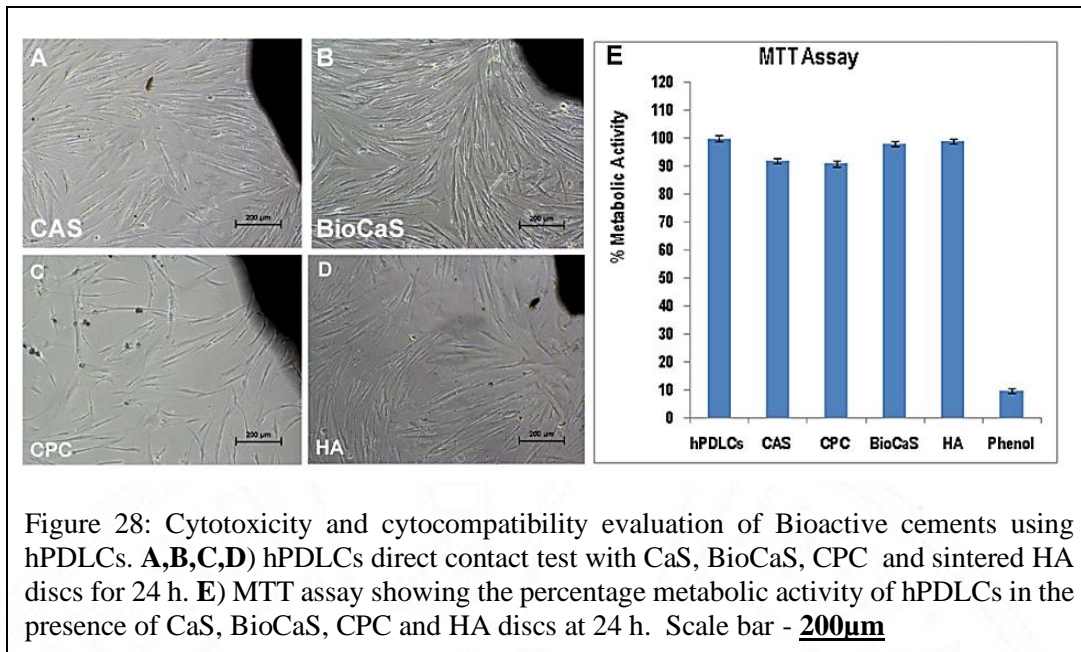 A
CAS
200 µm
B
BioCaS
200 µm
C
CPC
200 µm
D
HA
200 µm
E
MTT Assay
% Metabolic Activity
120
110
100
90
80
70
60
50
40
30
20
10
0
hPDLCs CAS CPC BioCaS HA Phenol
Figure 28: Cytotoxicity and cytocompatibility evaluation of Bioactive cements using
hPDLCs. A,B,C,D) hPDLCs direct contact test with CaS, BioCaS, CPC and sintered HA
discs for 24 h. E) MTT assay showing the percentage metabolic activity of hPDLCs in the
presence of CaS, BioCaS, CPC and HA discs at 24 h. Scale bar - 200µm